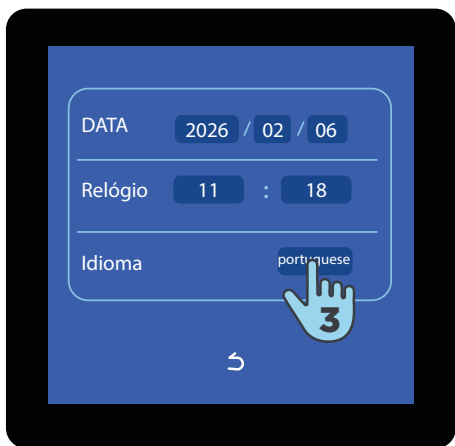 DATA 2026 / 02 / 06
Relógio 11 : 18
Idioma portuguese
3